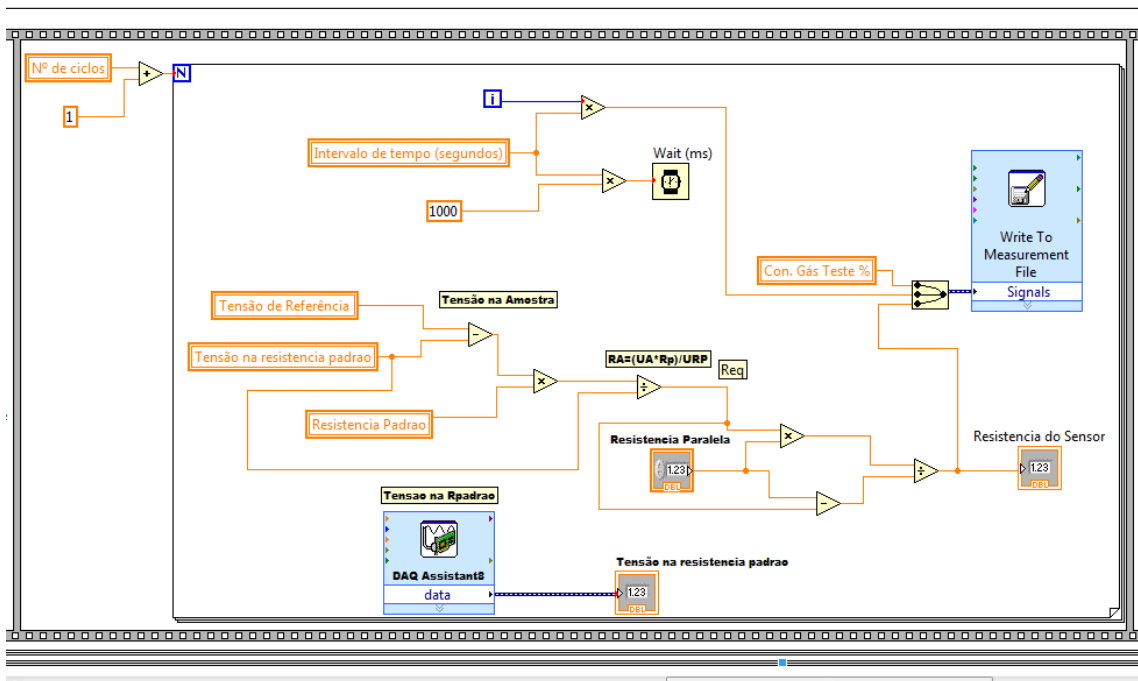 Nº de ciclos
+
1
N
i
×
Intervalo de tempo (segundos)
×
Wait (ms)
1000
Write To
Measurement
File
Signals
Con. Gás Teste %
Tensão na Amostra
Tensão de Referência
−
Tensão na resistencia padrao
×
RA=(UA*Rp)/URP
÷
Req
Resistencia Padrao
Resistencia Paralela
1.23
DBL
×
−
÷
Resistencia do Sensor
1.23
DBL
Tensao na Rpadrao
DAQ Assistant8
data
Tensão na resistencia padrao
1.23
DBL